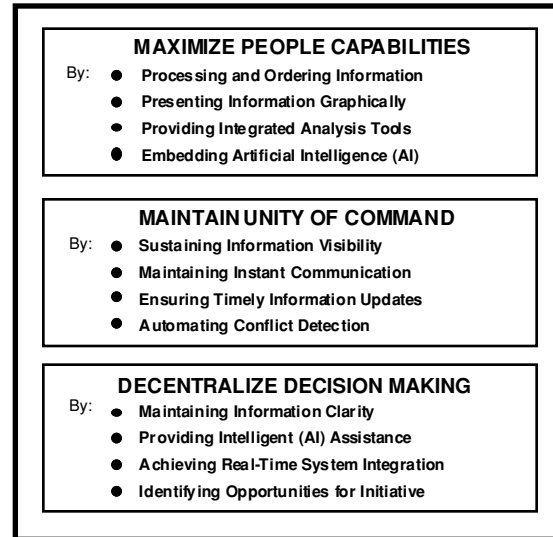 MAXIMIZE PEOPLE CAPABILITIES
By: ● Processing and Ordering Information
● Presenting Information Graphically
● Providing Integrated Analysis Tools
● Embedding Artificial Intelligence (AI)
MAINTAIN UNITY OF COMMAND
By: ● Sustaining Information Visibility
● Maintaining Instant Communication
● Ensuring Timely Information Updates
● Automating Conflict Detection
DECENTRALIZE DECISION MAKING
By: ● Maintaining Information Clarity
● Providing Intelligent (AI) Assistance
● Achieving Real-Time System Integration
● Identifying Opportunities for Initiative